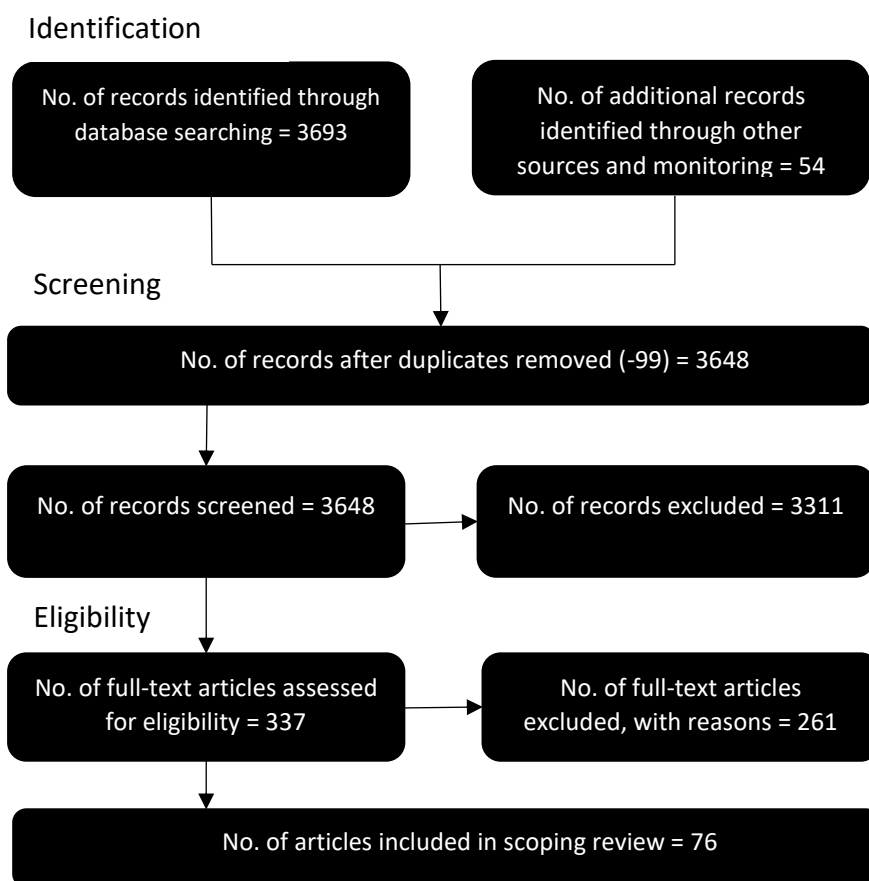 Identification
No. of records identified through
database searching = 3693
No. of additional records
identified through other
sources and monitoring = 54
Screening
No. of records after duplicates removed (-99) = 3648
No. of records screened = 3648
No. of records excluded = 3311
Eligibility
No. of full-text articles assessed
for eligibility = 337
No. of full-text articles
excluded, with reasons = 261
No. of articles included in scoping review = 76